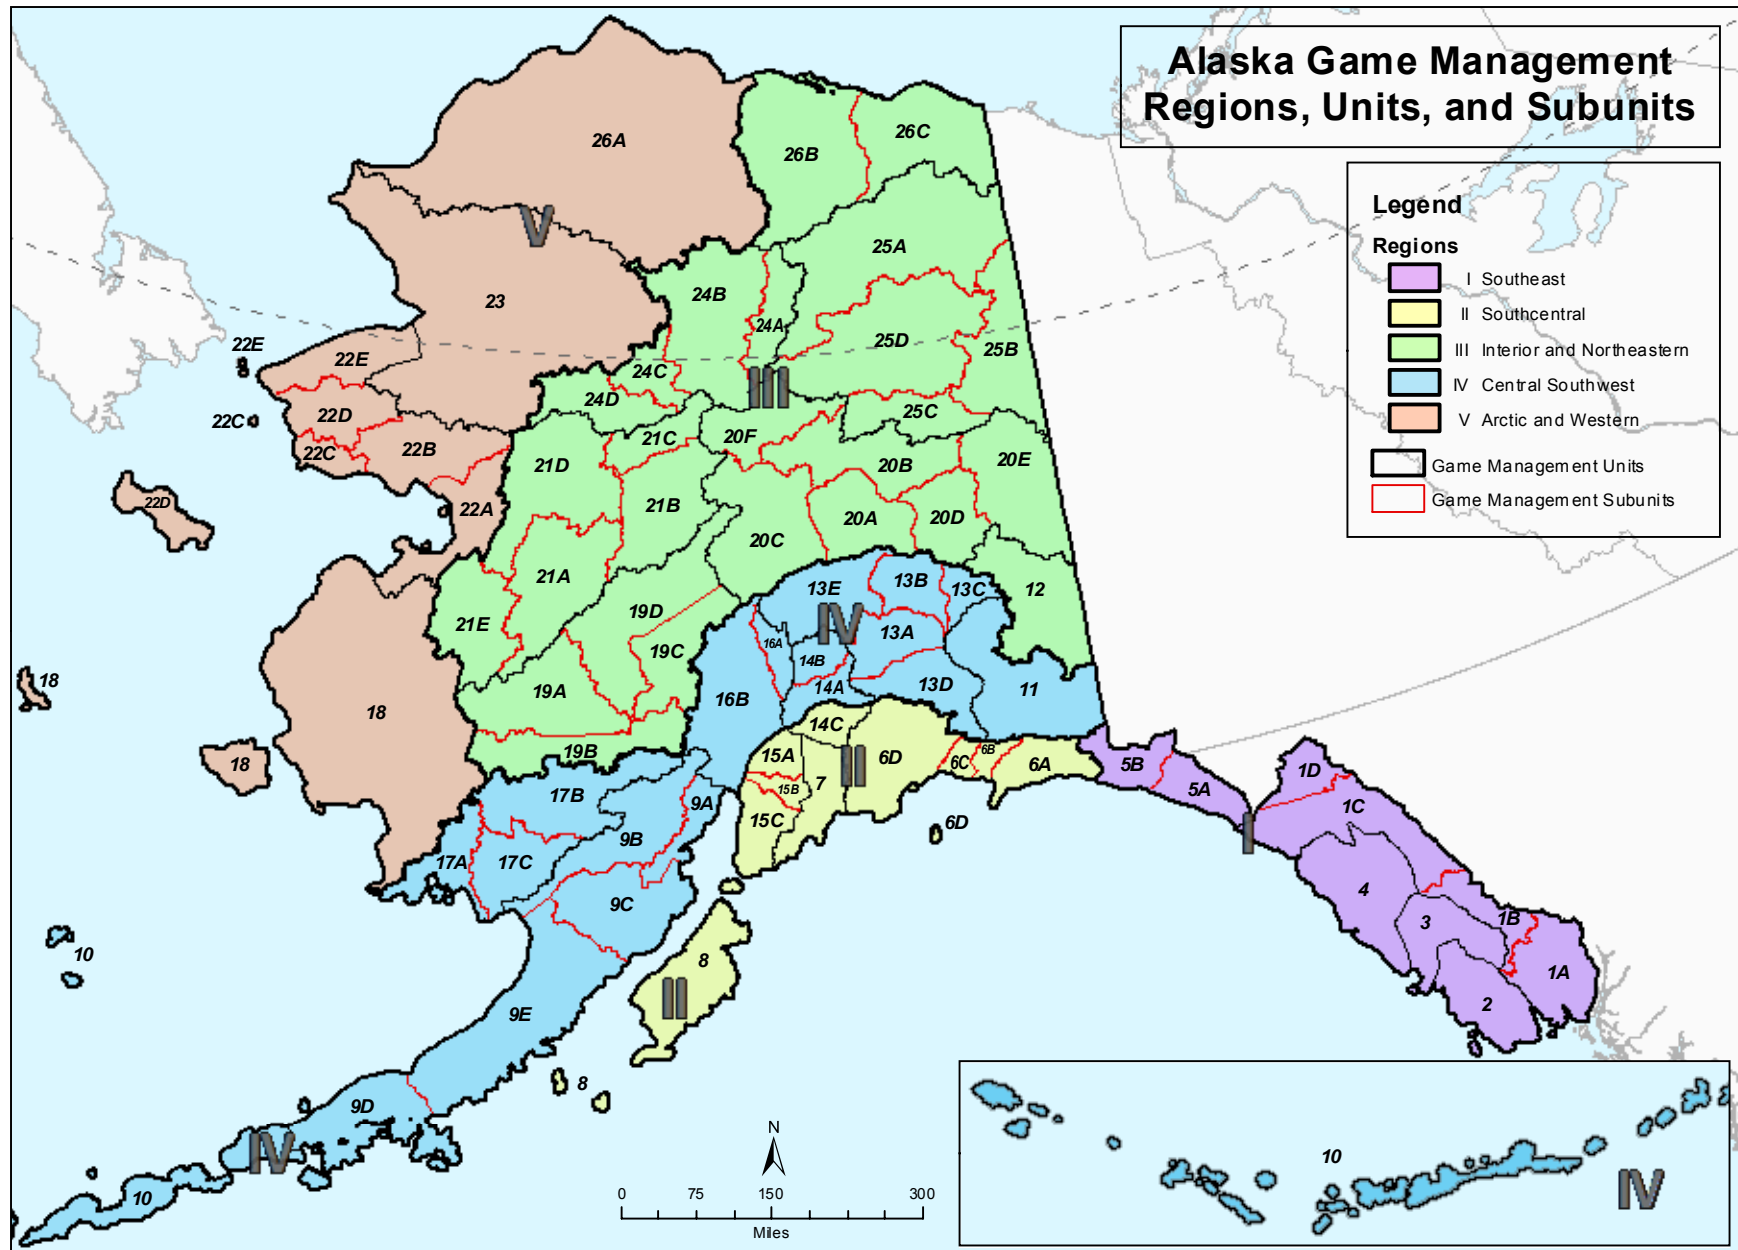 Alaska Game Management
Regions, Units, and Subunits
Legend
Regions
I Southeast
II Southcentral
III Interior and Northeastern
IV Central Southwest
V Arctic and Western
Game Management Units
Game Management Subunits
26A
26B
26C
V
25A
23
24B
24A
25D
25B
22E
22E
24C
III
24D
25C
22D
22C
21C
20F
22B
22C
21D
20B
20E
22D
22A
21B
20A
20D
20C
21A
13E
13B
13C
12
19D
21E
IV
13A
16A
19C
14B
18
19A
14A
13D
11
18
16B
14C
19B
15A
II
6D
6B
6C
6A
5B
18
1D
7
15B
5A
17B
9A
1C
15C
6D
9B
I
17A
17C
4
9C
3
1B
10
8
1A
II
2
9E
8
9D
N
IV
10
10
IV
0 75 150 300
Miles